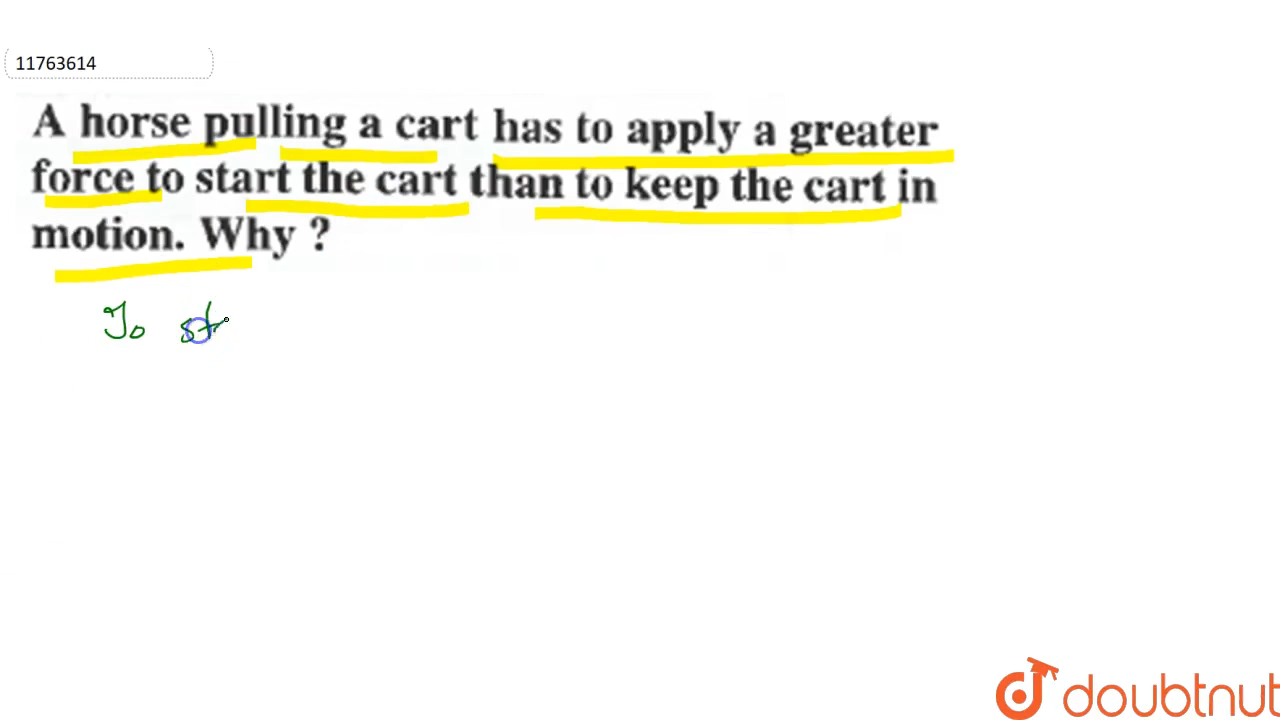 11763614
A horse pulling a cart has to apply a greater
force to start the cart than to keep the cart in
motion. Why ?
To st
doubtnut